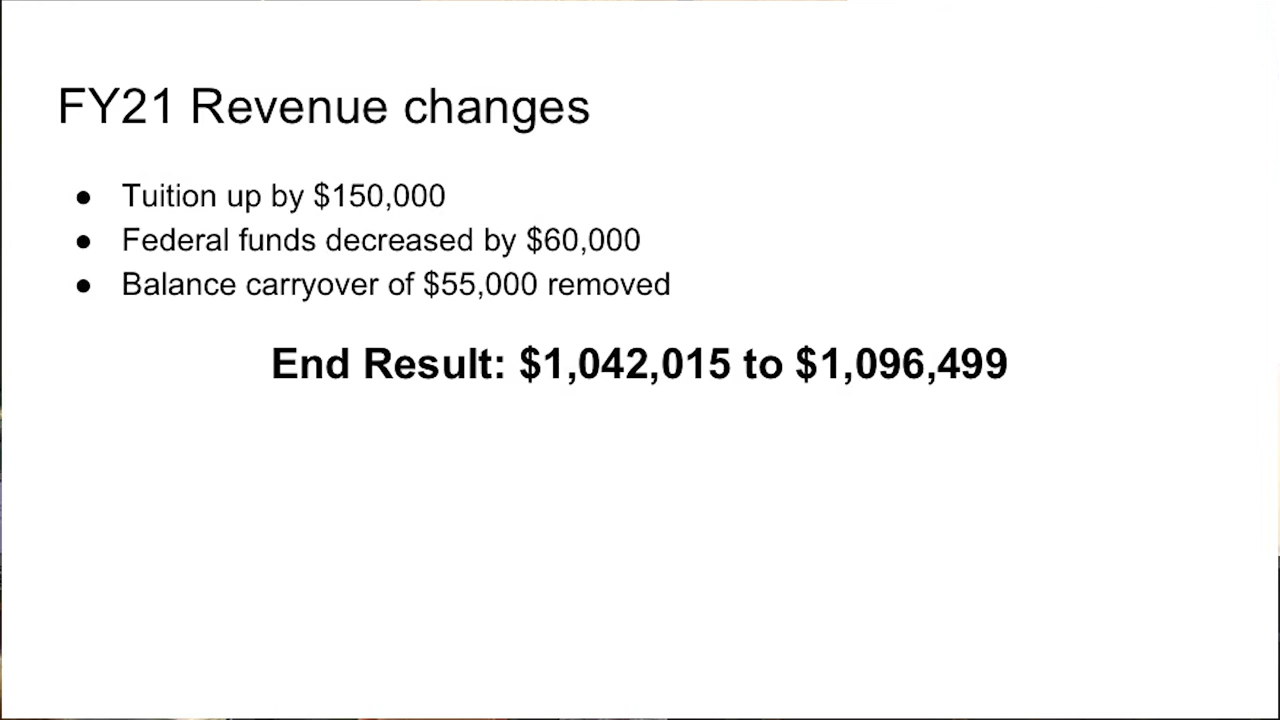 FY21 Revenue changes
● Tuition up by $150,000
● Federal funds decreased by $60,000
● Balance carryover of $55,000 removed
End Result: $1,042,015 to $1,096,499